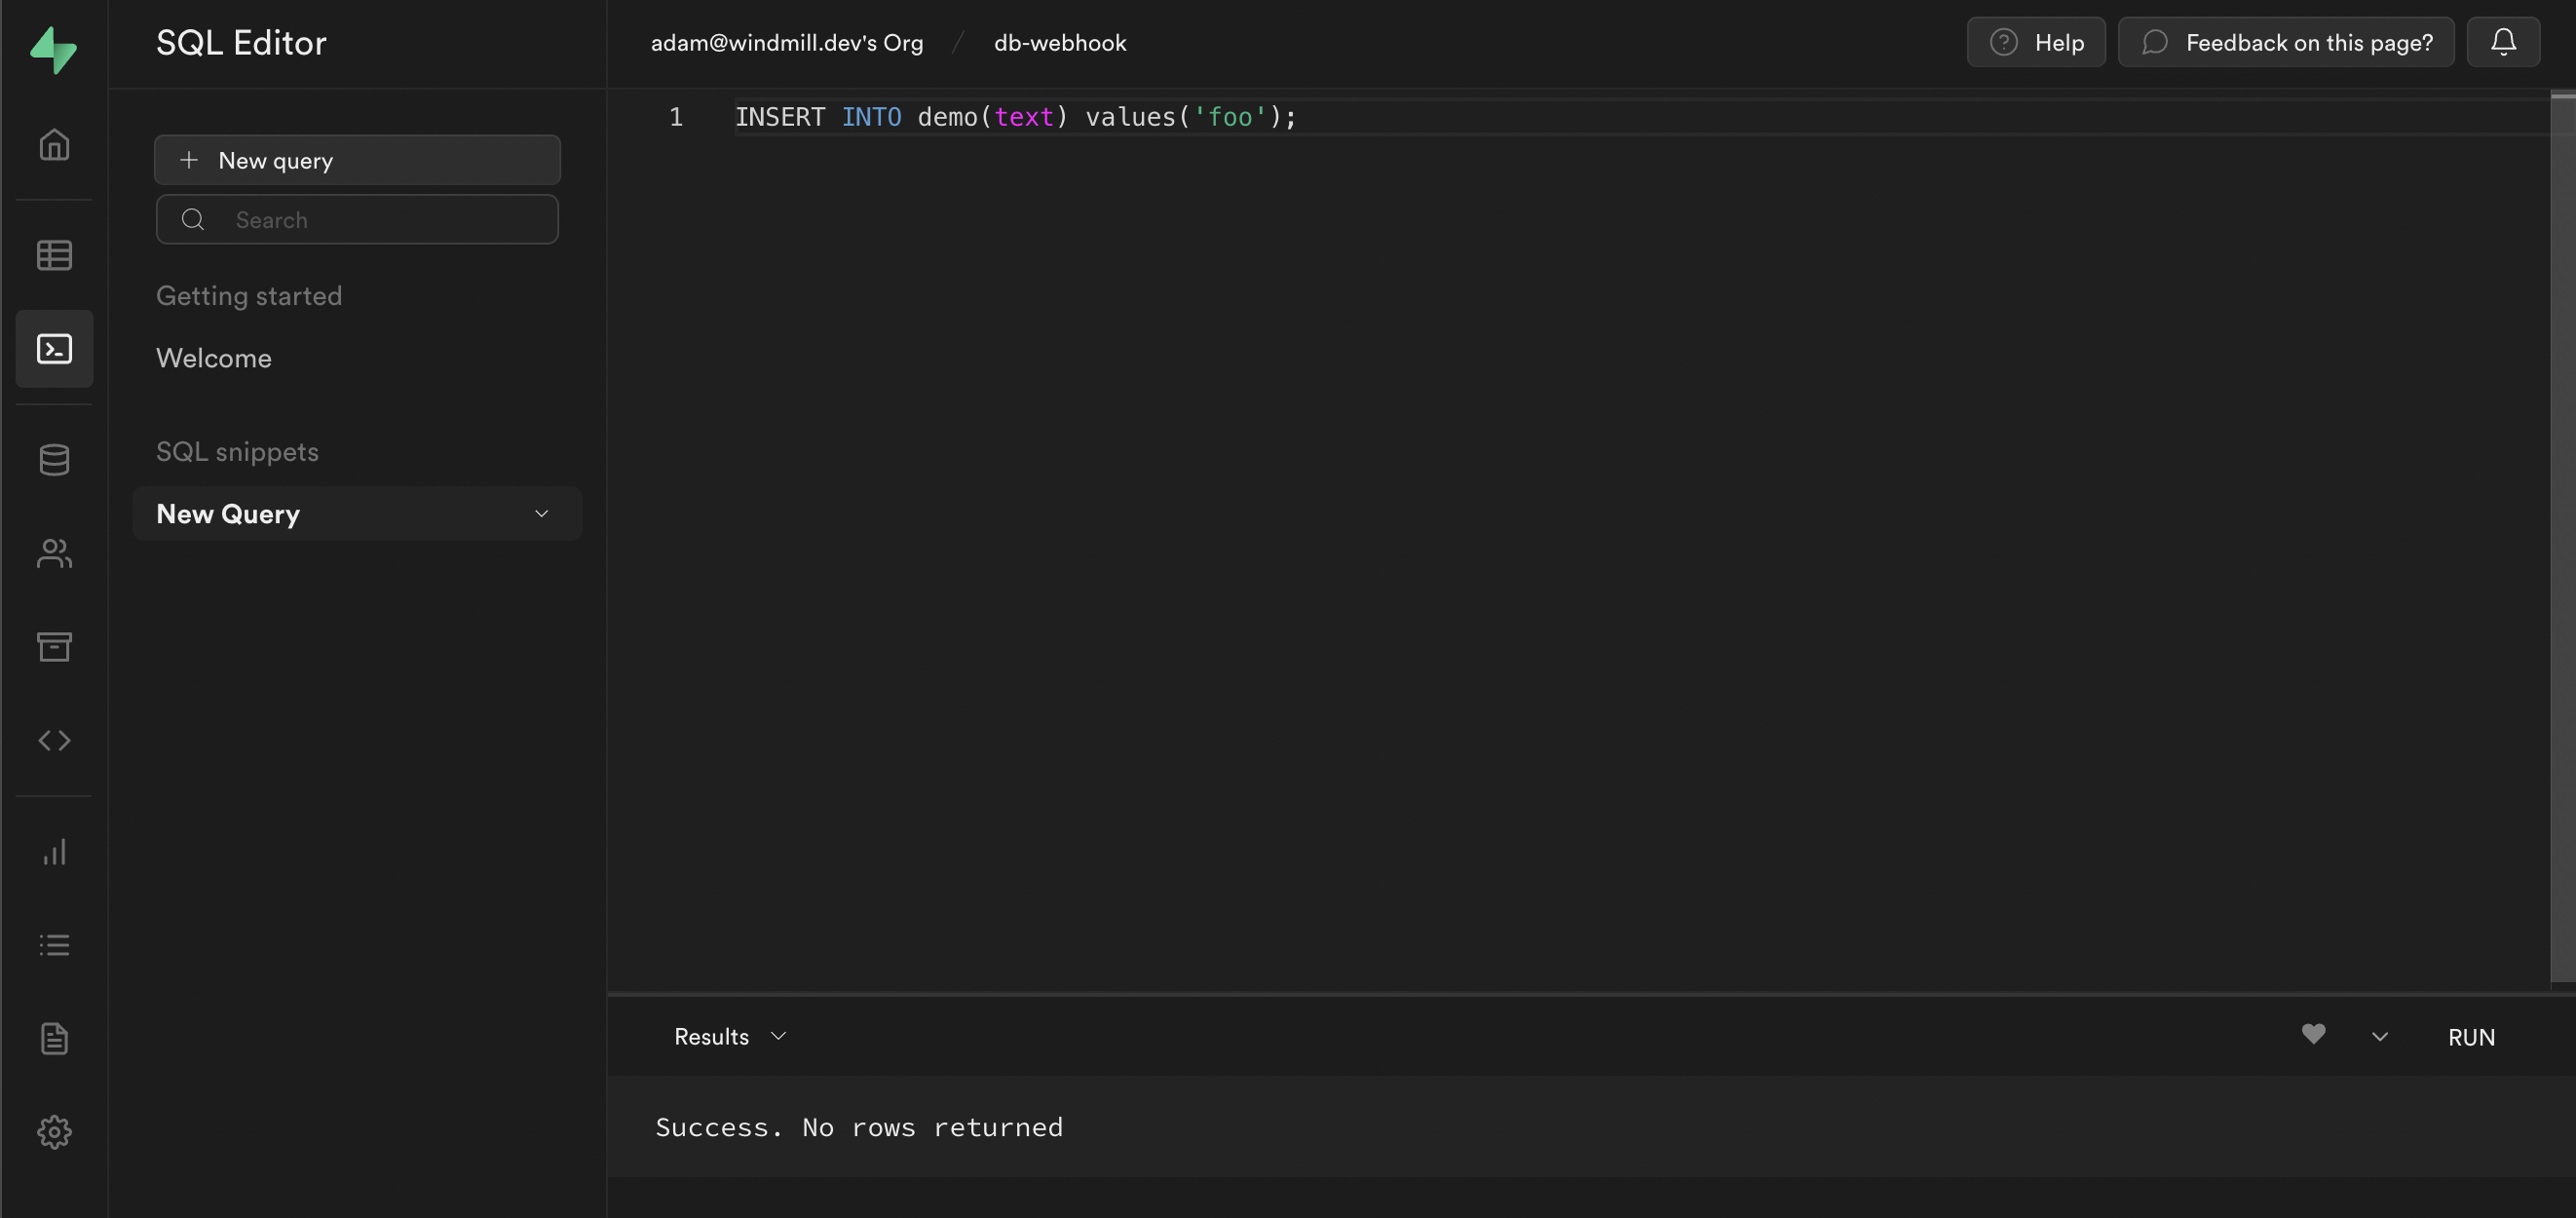 SQL Editor
adam@windmill.dev's Org / db-webhook
Help
Feedback on this page?
New query
Search
Getting started
Welcome
SQL snippets
New Query
1 INSERT INTO demo(text) values('foo');
Results
RUN
Success. No rows returned